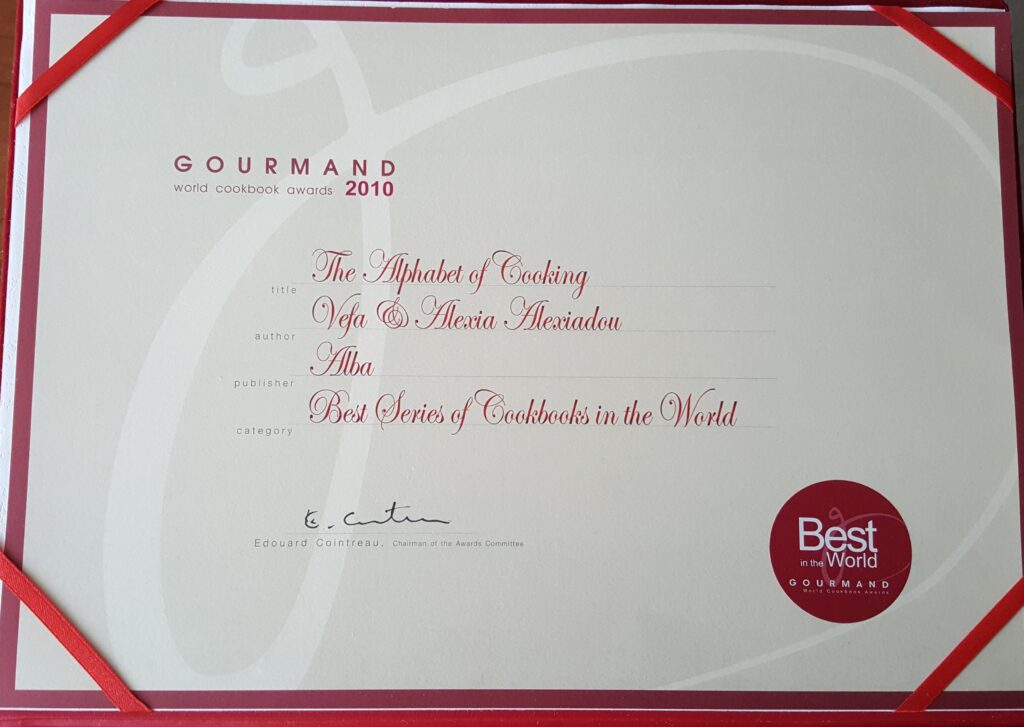 GOURMAND
world cookbook awards 2010
title The Alphabet of Cooking
author Vefa & Alexia Alexiadou
publisher Alba
category Best Series of Cookbooks in the World
E. Cointreau
Edouard Cointreau, Chairman of the Awards Committee
Best
in the World
GOURMAND
World Cookbook Awards